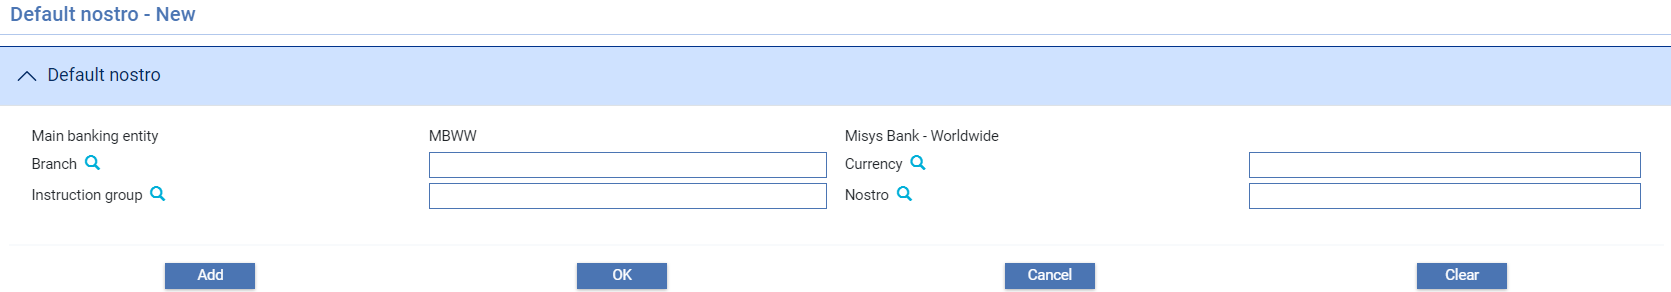 Default nostro - New
Default nostro
Main banking entity MBWW Misys Bank - Worldwide
Branch Currency
Instruction group Nostro
Add OK Cancel Clear